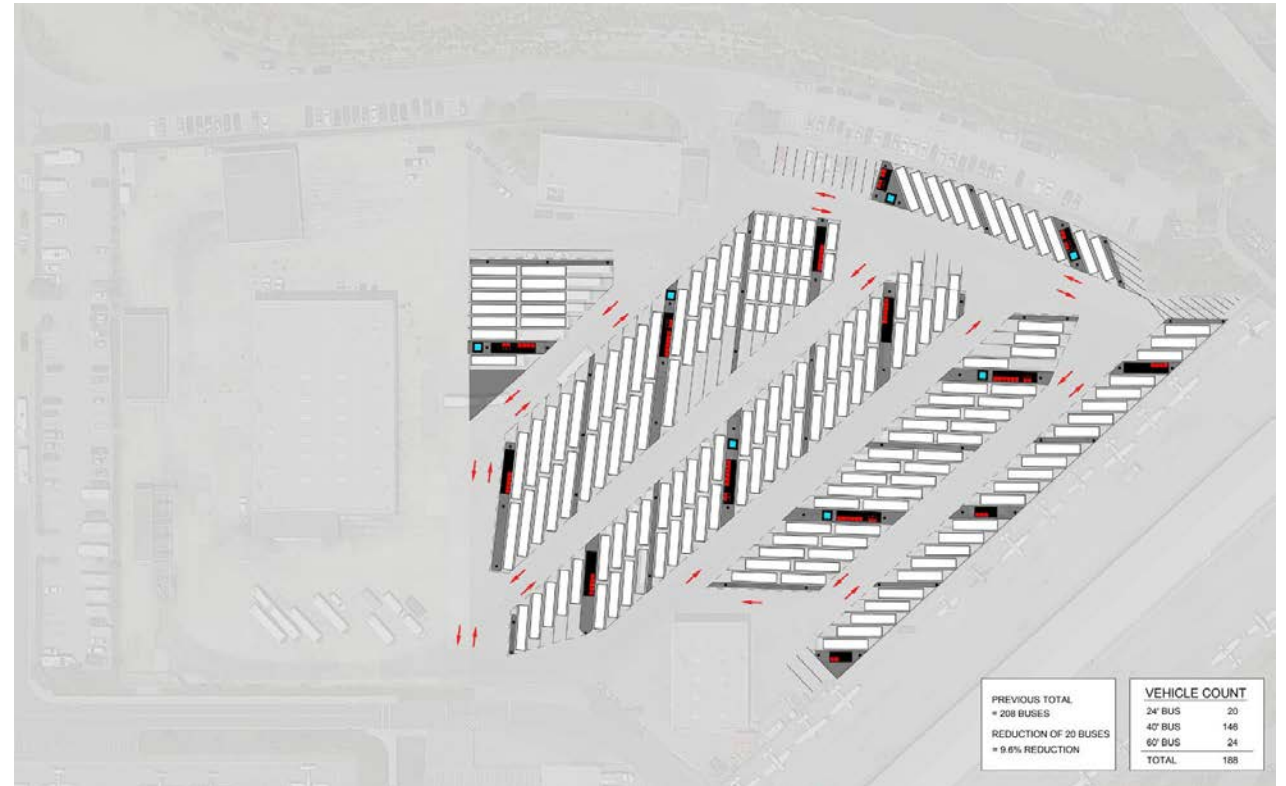 PREVIOUS TOTAL
= 208 BUSES
REDUCTION OF 20 BUSES
= 9.6% REDUCTION
VEHICLE COUNT
24' BUS 20
40' BUS 146
60' BUS 24
TOTAL 188